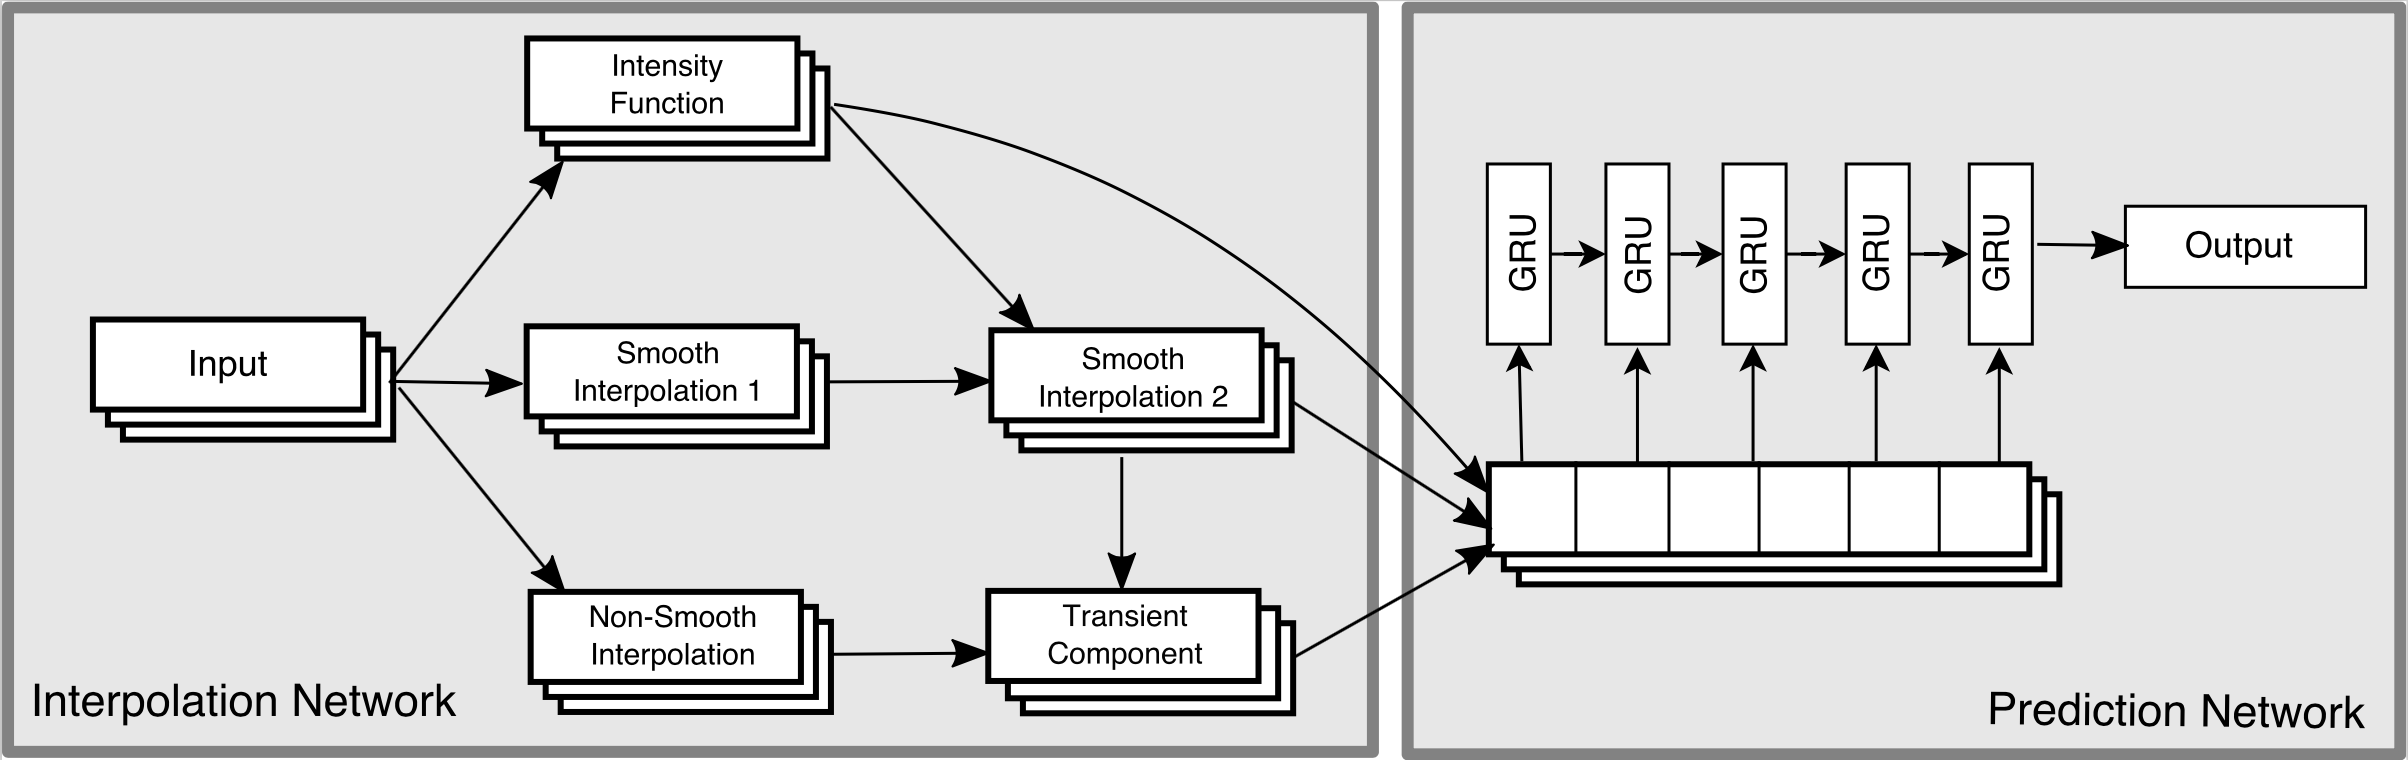 Intensity
Function
Input
Smooth
Interpolation 1
Smooth
Interpolation 2
Non-Smooth
Interpolation
Transient
Component
Interpolation Network
GRU
GRU
GRU
GRU
GRU
Output
Prediction Network